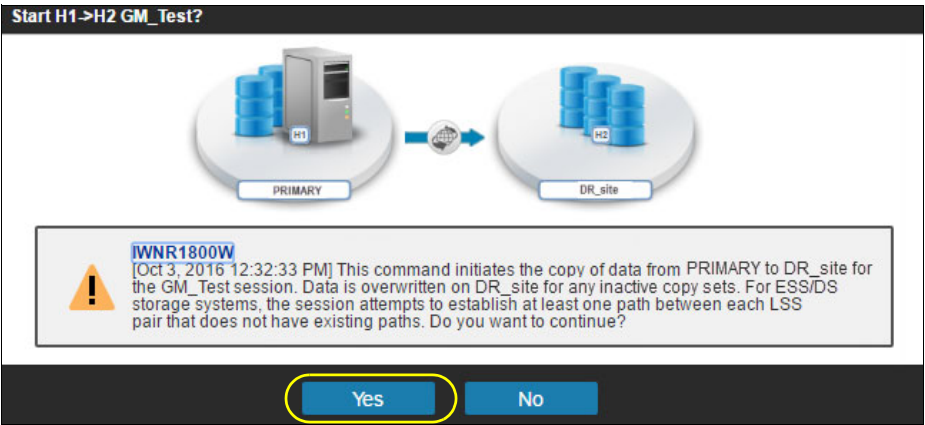 Start H1->H2 GM_Test?
H1
H2
PRIMARY
DR_site
IWNR1800W
[Oct 3, 2016 12:32:33 PM] This command initiates the copy of data from PRIMARY to DR_site for
the GM_Test session. Data is overwritten on DR_site for any inactive copy sets. For ESS/DS
storage systems, the session attempts to establish at least one path between each LSS
pair that does not have existing paths. Do you want to continue?
Yes
No